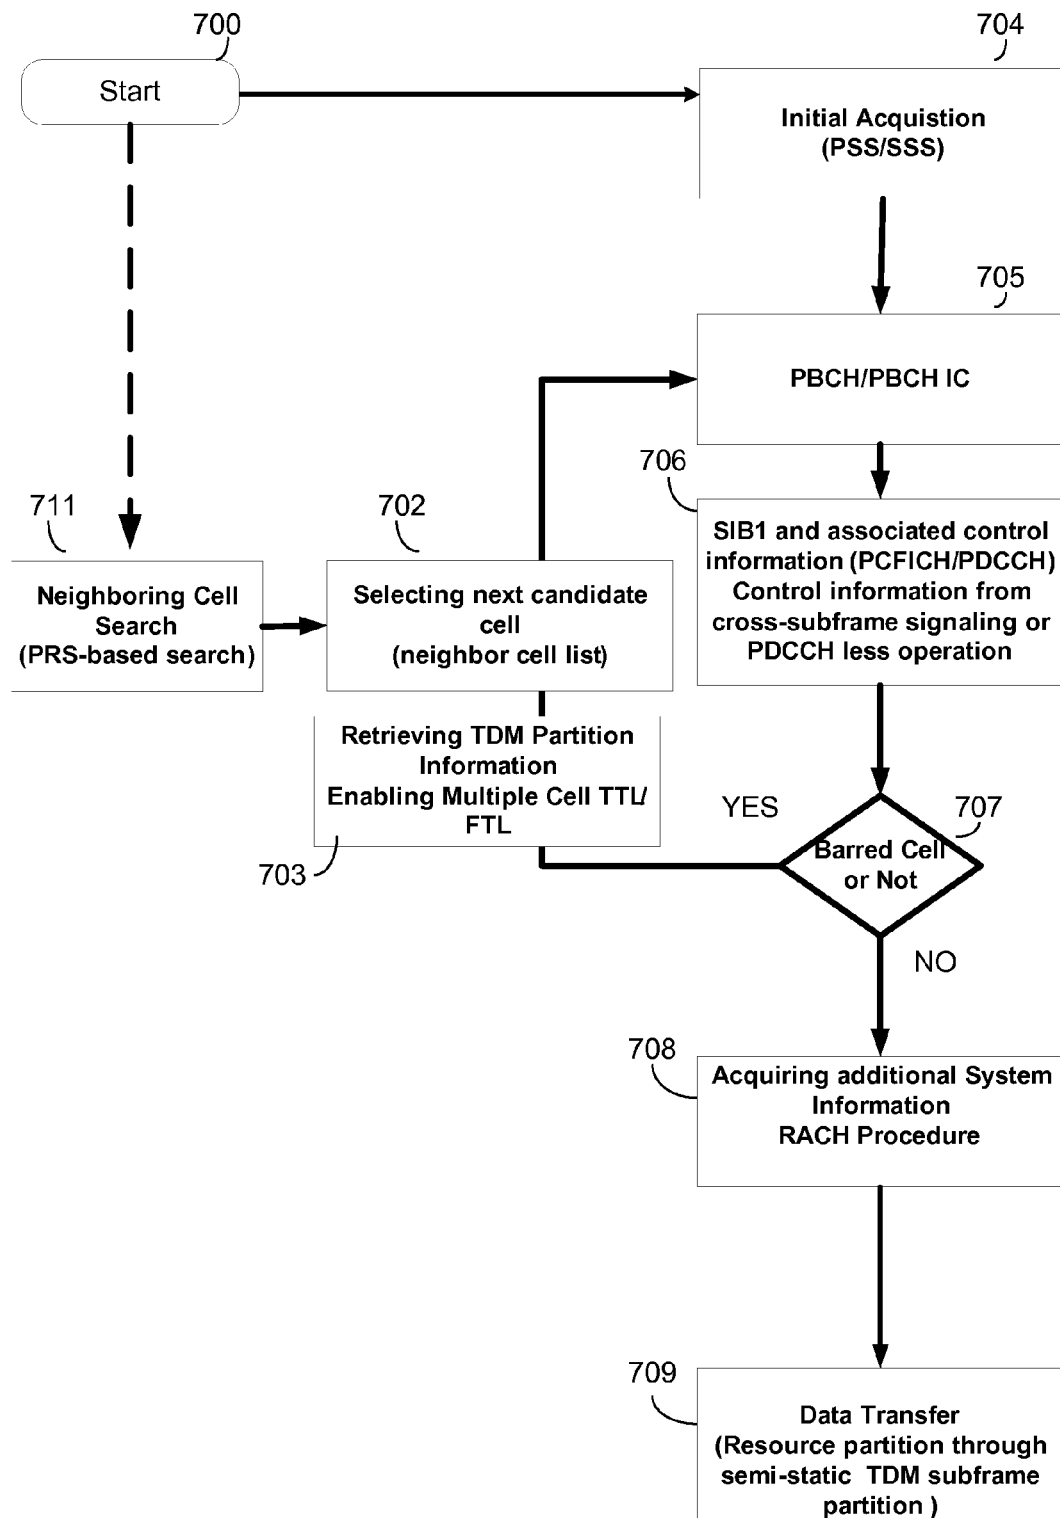 700
Start
704
Initial Acquistion
(PSS/SSS)
705
PBCH/PBCH IC
706
SIB1 and associated control
information (PCFICH/PDCCH)
Control information from
cross-subframe signaling or
PDCCH less operation
711
Neighboring Cell
Search
(PRS-based search)
702
Selecting next candidate
cell
(neighbor cell list)
Retrieving TDM Partition
Information
Enabling Multiple Cell TTL/
FTL
703
YES
707
Barred Cell
or Not
NO
708
Acquiring additional System
Information
RACH Procedure
709
Data Transfer
(Resource partition through
semi-static TDM subframe
partition )